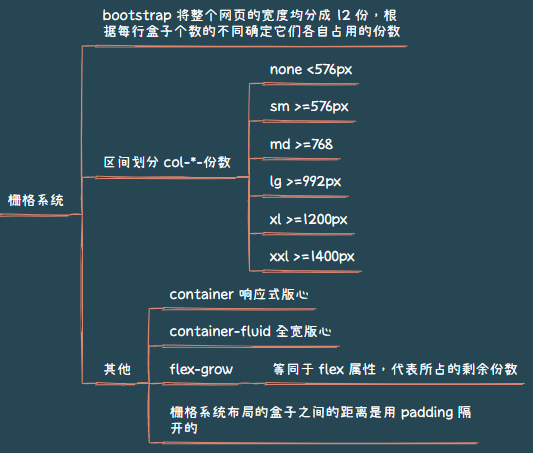 bootstrap 将整个网页的宽度均分成 12 份，根
据每行盒子个数的不同确定它们各自占用的份数
none <576px
sm >=576px
md >=768
区间划分 col-*-份数
lg >=992px
栅格系统
xl >=1200px
xxl >=1400px
container 响应式版心
container-fluid 全宽版心
其他
flex-grow
等同于 flex 属性，代表所占的剩余份数
栅格系统布局的盒子之间的距离是用 padding 隔
开的